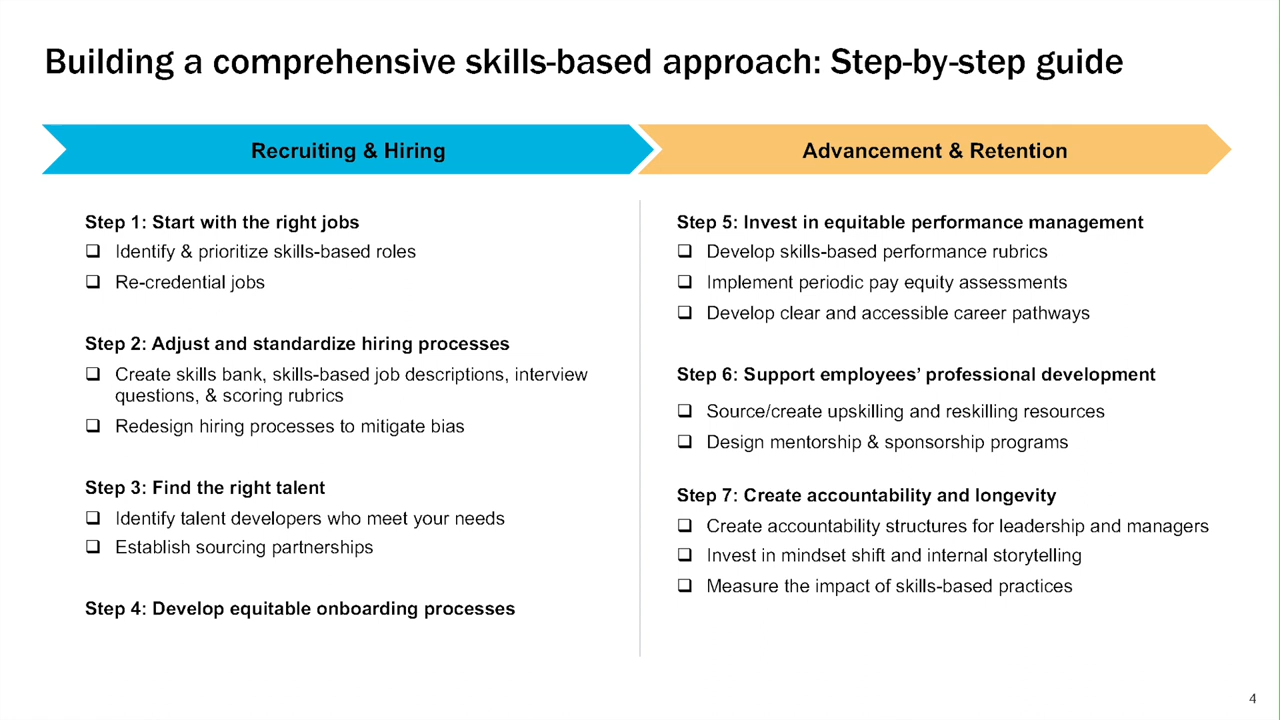 Building a comprehensive skills-based approach: Step-by-step guide
Recruiting & Hiring
Step 1: Start with the right jobs
❑ Identify & prioritize skills-based roles
❑ Re-credential jobs
Step 2: Adjust and standardize hiring processes
❑ Create skills bank, skills-based job descriptions, interview
questions, & scoring rubrics
❑ Redesign hiring processes to mitigate bias
Step 3: Find the right talent
❑ Identify talent developers who meet your needs
❑ Establish sourcing partnerships
Step 4: Develop equitable onboarding processes
Advancement & Retention
Step 5: Invest in equitable performance management
❑ Develop skills-based performance rubrics
❑ Implement periodic pay equity assessments
❑ Develop clear and accessible career pathways
Step 6: Support employees’ professional development
❑ Source/create upskilling and reskilling resources
❑ Design mentorship & sponsorship programs
Step 7: Create accountability and longevity
❑ Create accountability structures for leadership and managers
❑ Invest in mindset shift and internal storytelling
❑ Measure the impact of skills-based practices
4